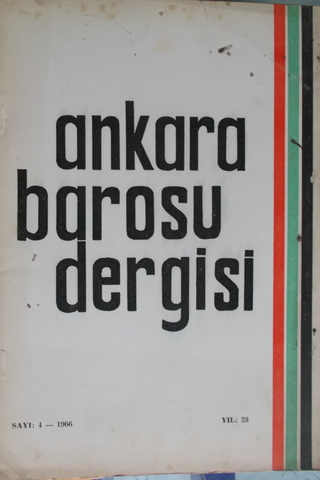 ankara
barosu
dergisi
SAYI: 4 — 1966
YIL: 23